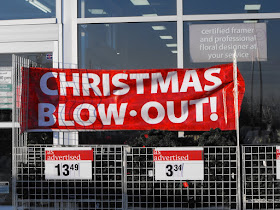 certified framer
and professional
floral designer at
your service
CHRISTMAS
BLOW•OUT!
as
advertised
13.49
as
advertised
3.34